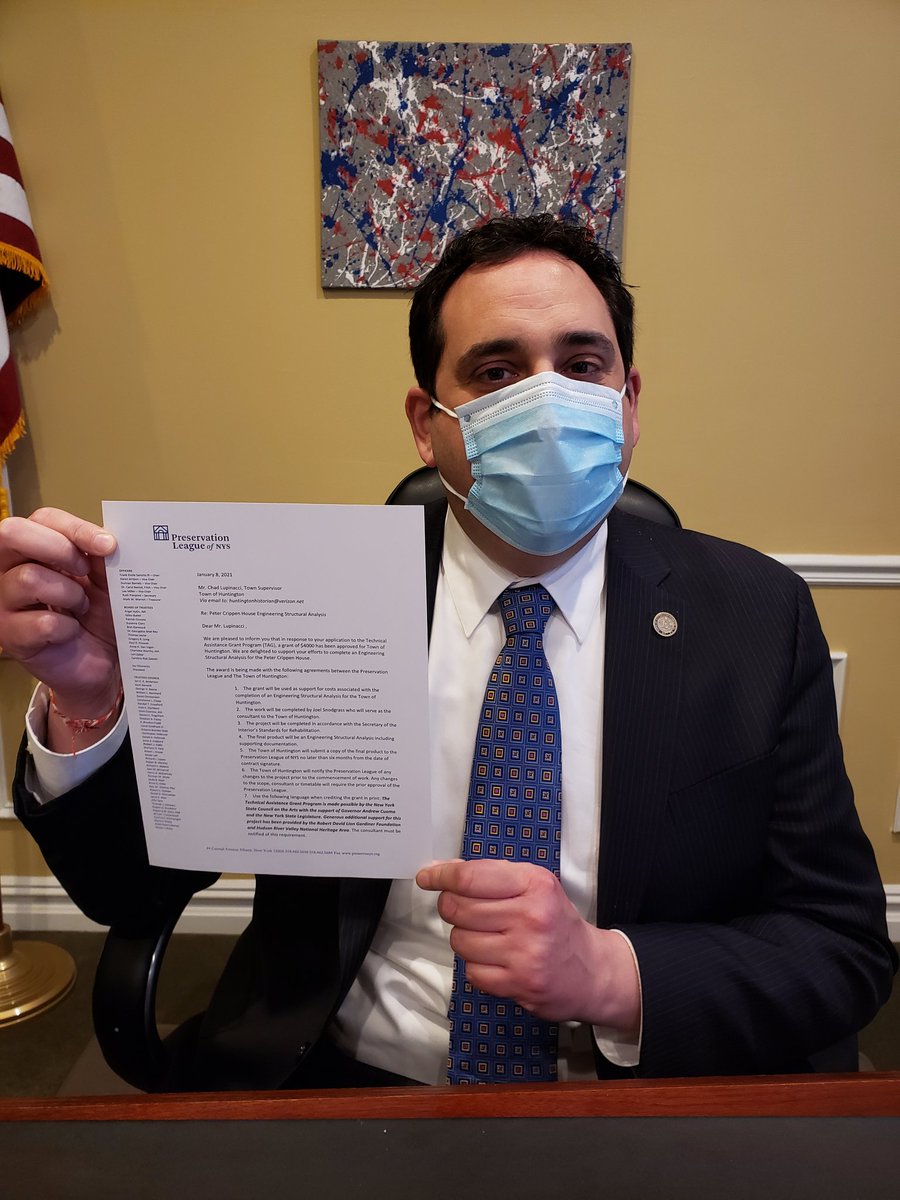 Preservation
League of NYS
January 8, 2021
Mr. Chad Lupinacci, Town Supervisor
Town of Huntington
Via email to: huntingtonhistorian@verizon.net
Re: Peter Crippen House Engineering Structural Analysis
Dear Mr. Lupinacci,
We are pleased to inform you that in response to your application to the Technical
Assistance Grant Program (TAG), a grant of $4000 has been approved for Town of
Huntington. We are delighted to support your efforts to complete an Engineering
Structural Analysis for the Peter Crippen House.
The award is being made with the following agreements between the Preservation
League and The Town of Huntington:
1. The grant will be used as support for costs associated with the
completion of an Engineering Structural Analysis for the Town of
Huntington.
2. The work will be completed by Joel Snodgrass who will serve as
the consultant to the Town of Huntington.
3. The project will be completed in accordance with the Secretary of the
Interior's Standards for Rehabilitation.
4. The final product will be an Engineering Structural Analysis including
supporting documentation.
5. The Town of Huntington will submit a copy of the final product to the
Preservation League of NYS no later than six months from the date of
contract signature.
6. The Town of Huntington will notify the Preservation League of any
changes to the project prior to the commencement of work. Any changes
to the scope, consultant or timetable will require the prior approval of the
Preservation League.
7. Use the following language when crediting the grant in print: The
Technical Assistance Grant Program is made possible by the New York
State Council on the Arts with the support of Governor Andrew Cuomo
and the New York State Legislature. Generous additional support for this
project has been provided by the Robert David Lion Gardiner Foundation
and Hudson River Valley National Heritage Area. The consultant must be
notified of this requirement.
OFFICERS
BOARD OF TRUSTEES